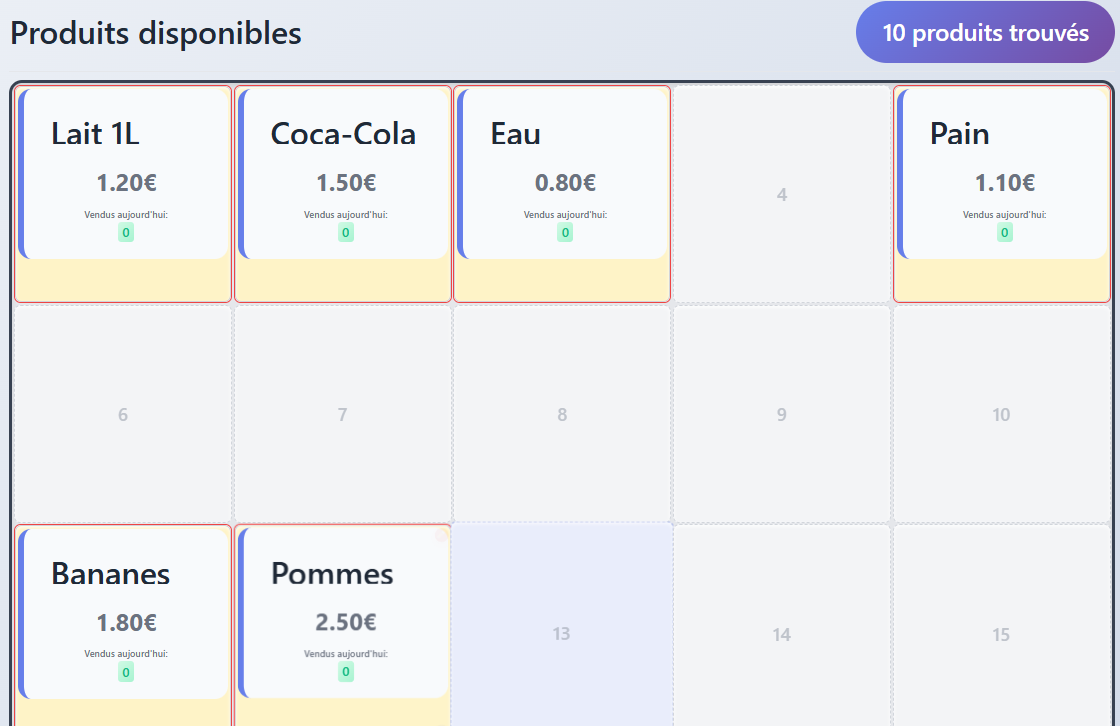 Produits disponibles
10 produits trouvés
Lait 1L
1.20€
Vendus aujourd'hui:
0
Coca-Cola
1.50€
Vendus aujourd'hui:
0
Eau
0.80€
Vendus aujourd'hui:
0
4
Pain
1.10€
Vendus aujourd'hui:
0
6
7
8
9
10
Bananes
1.80€
Vendus aujourd'hui:
0
Pommes
2.50€
Vendus aujourd'hui:
0
13
14
15